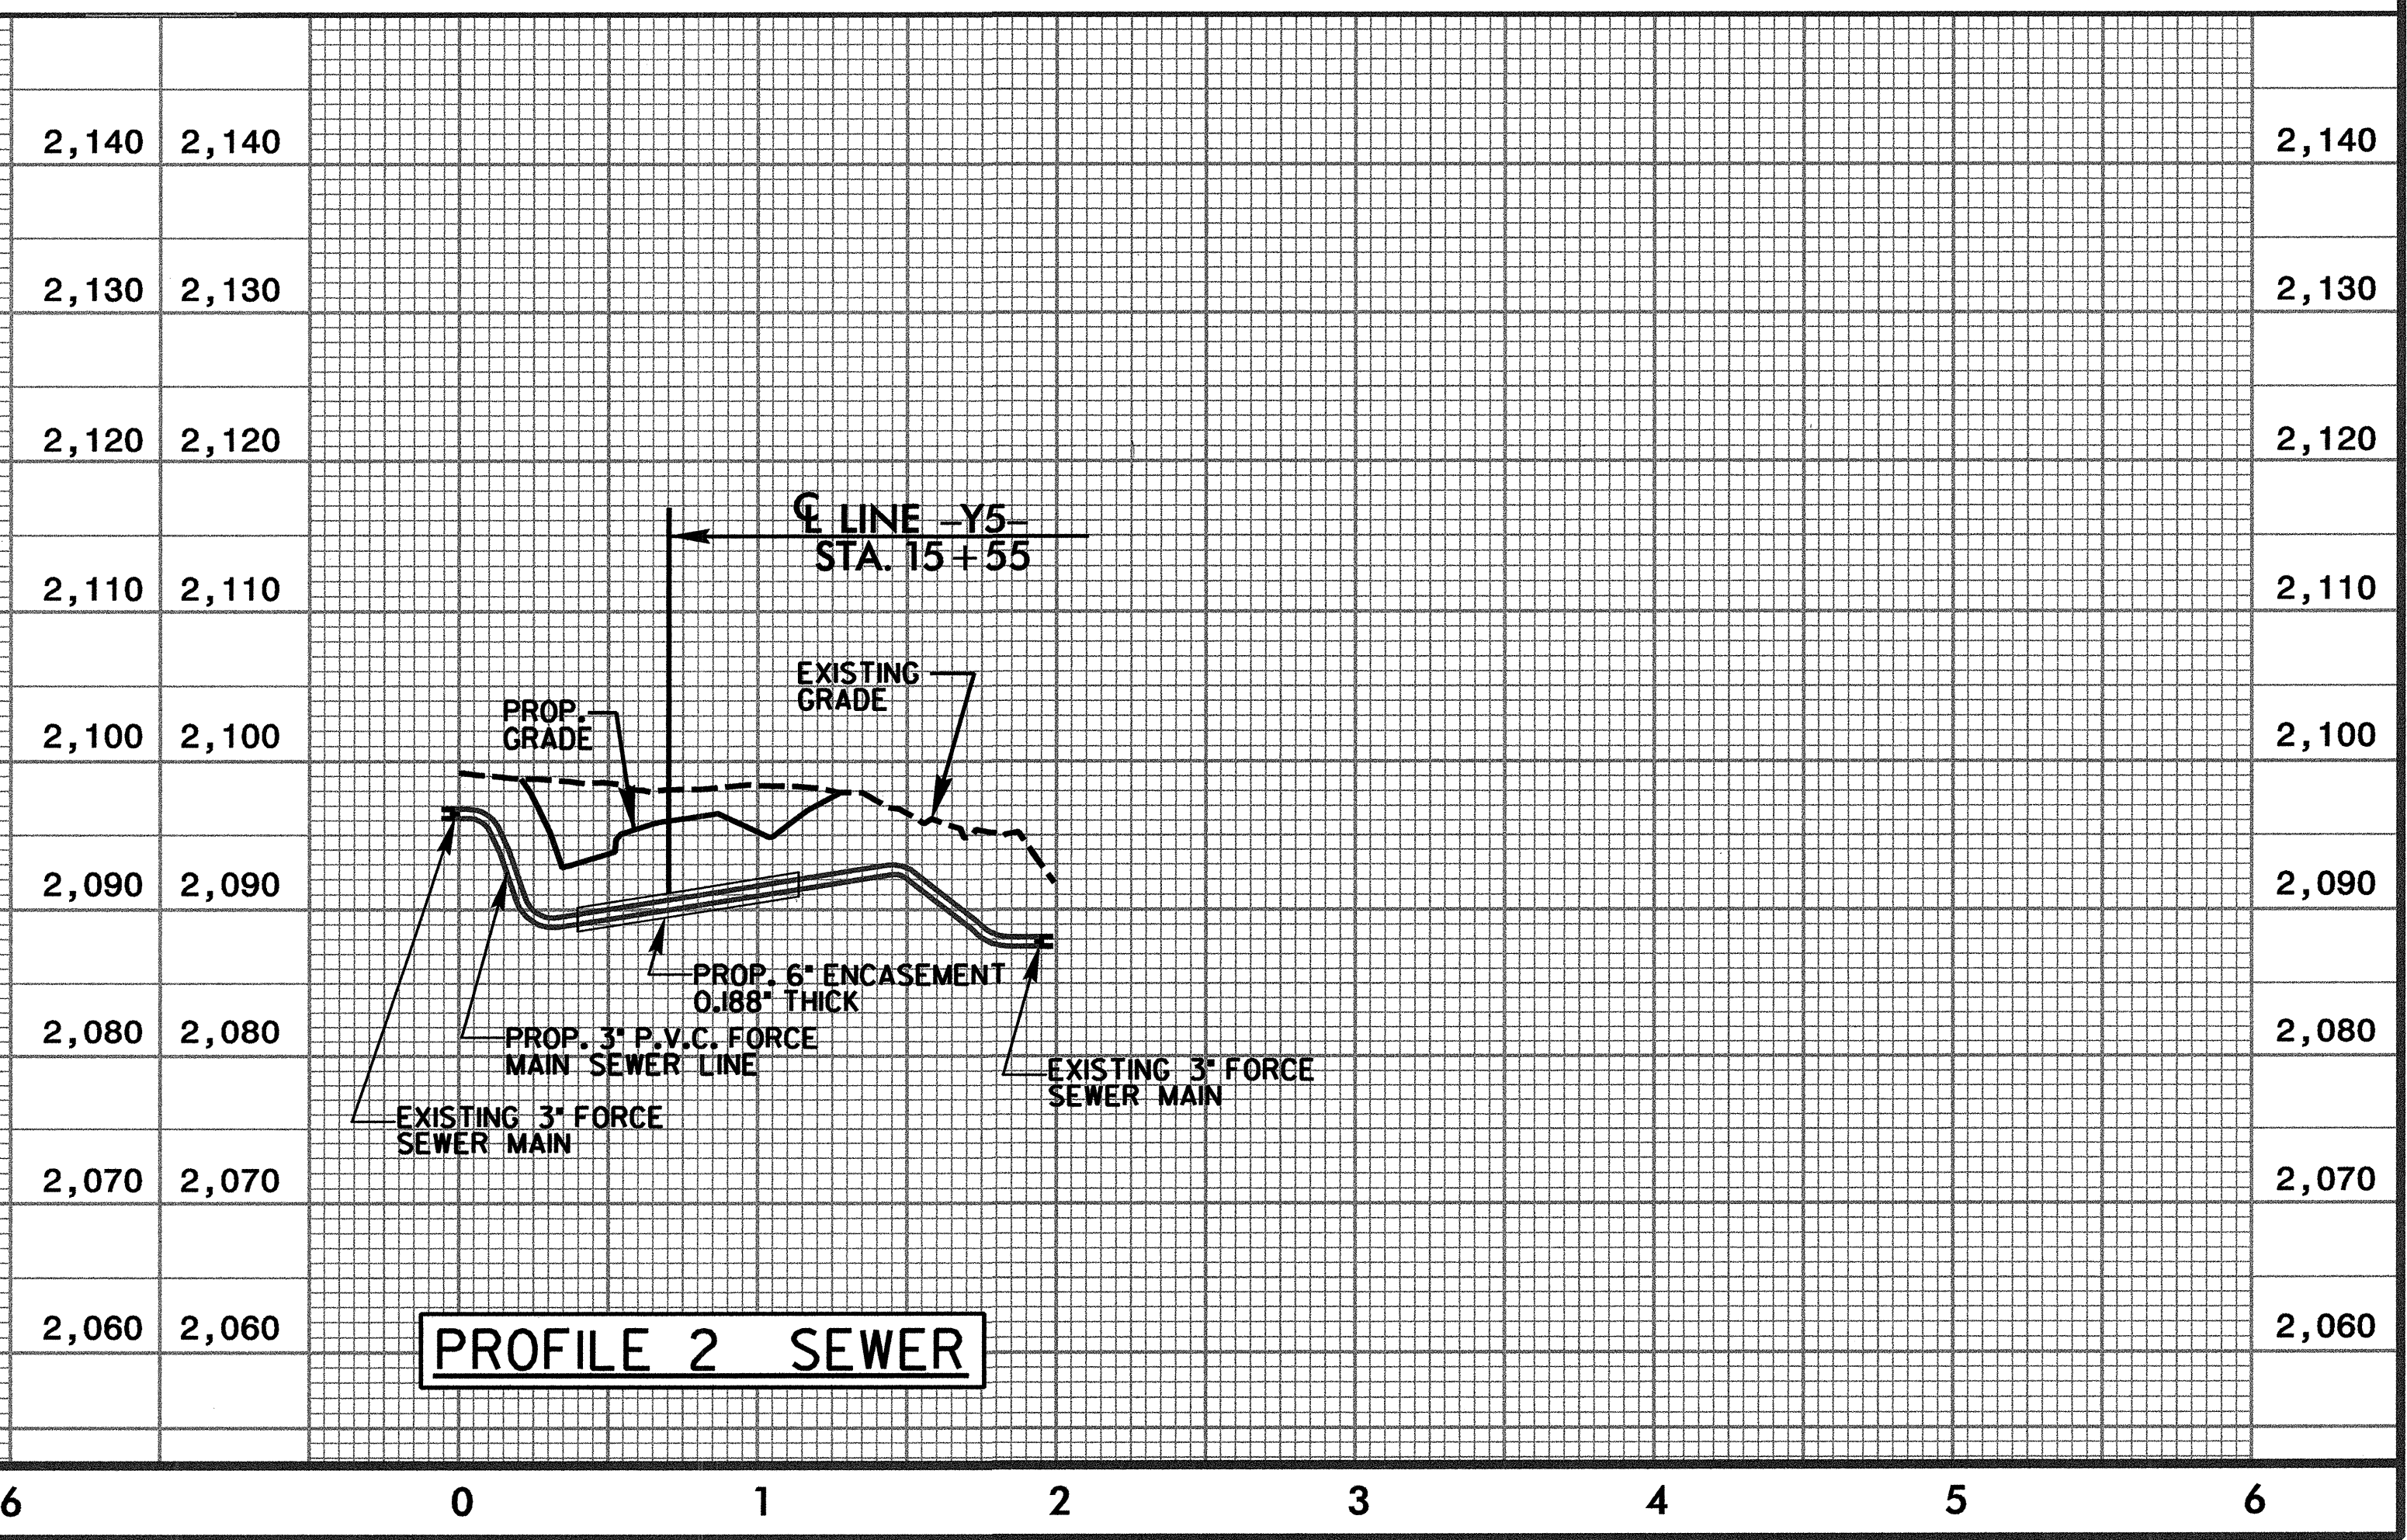 2,140 2,140 2,140
2,130 2,130 2,130
2,120 2,120 2,120
℄ LINE -Y5-
STA. 15+55
2,110 2,110 2,110
EXISTING
GRADE
PROP.
GRADE
2,100 2,100 2,100
2,090 2,090 2,090
PROP. 6" ENCASEMENT
0.188" THICK
2,080 2,080 2,080
PROP. 3" P.V.C. FORCE
MAIN SEWER LINE
EXISTING 3" FORCE
SEWER MAIN
EXISTING 3" FORCE
SEWER MAIN
2,070 2,070 2,070
2,060 2,060 2,060
PROFILE 2 SEWER
6 0 1 2 3 4 5 6